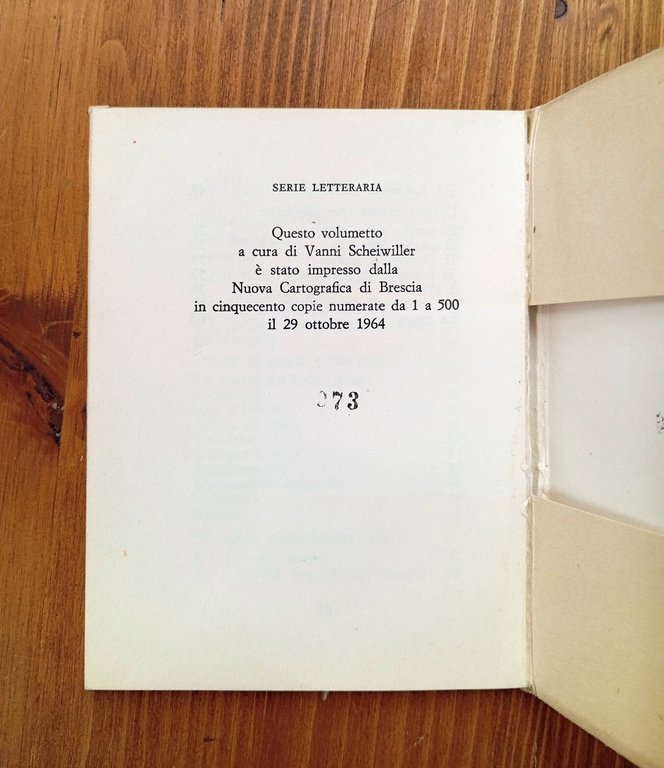 SERIE LETTERARIA
Questo volumetto
a cura di Vanni Scheiwiller
è stato impresso dalla
Nuova Cartografica di Brescia
in cinquecento copie numerate da 1 a 500
il 29 ottobre 1964